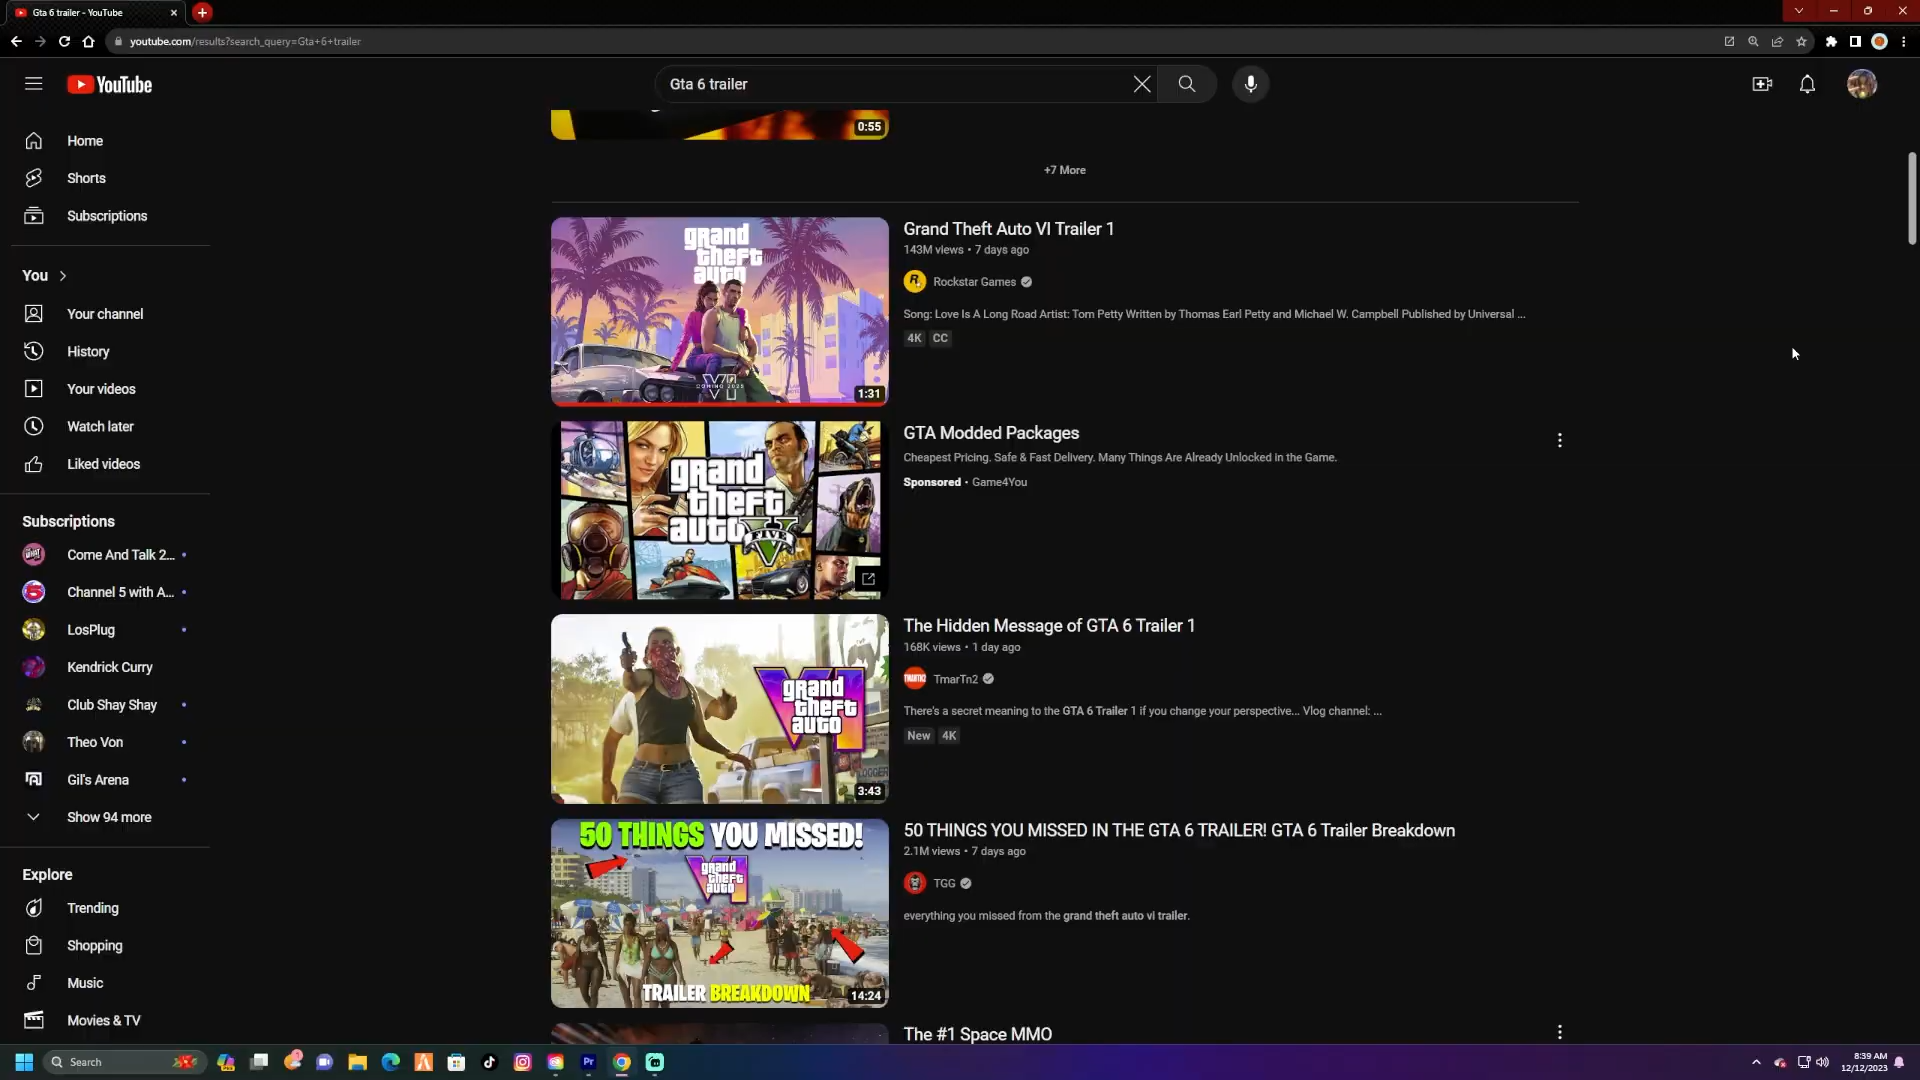 Gta 6 trailer - YouTube
youtube.com/results?search_query=Gta+6+trailer
YouTube
Gta 6 trailer
Home
Shorts
Subscriptions
You
Your channel
History
Your videos
Watch later
Liked videos
Subscriptions
Come And Talk 2...
Channel 5 with A...
LosPlug
Kendrick Curry
Club Shay Shay
Theo Von
Gil's Arena
Show 94 more
Explore
Trending
Shopping
Music
Movies & TV
0:55
+7 More
grand
theft
auto
VI
COMING 2025
1:31
Grand Theft Auto VI Trailer 1
143M views • 7 days ago
Rockstar Games
Song: Love Is A Long Road Artist: Tom Petty Written by Thomas Earl Petty and Michael W. Campbell Published by Universal ...
4K CC
grand
theft
auto
FIVE
GTA Modded Packages
Cheapest Pricing. Safe & Fast Delivery. Many Things Are Already Unlocked in the Game.
Sponsored • Game4You
grand
theft
auto
VI
3:43
The Hidden Message of GTA 6 Trailer 1
168K views • 1 day ago
TmarTn2
There's a secret meaning to the GTA 6 Trailer 1 if you change your perspective... Vlog channel: ...
New 4K
50 THINGS YOU MISSED!
grand
theft
auto
TRAILER BREAKDOWN
14:24
50 THINGS YOU MISSED IN THE GTA 6 TRAILER! GTA 6 Trailer Breakdown
2.1M views • 7 days ago
TGG
everything you missed from the grand theft auto vi trailer.
The #1 Space MMO
Search
Pr
8:39 AM
12/12/2023